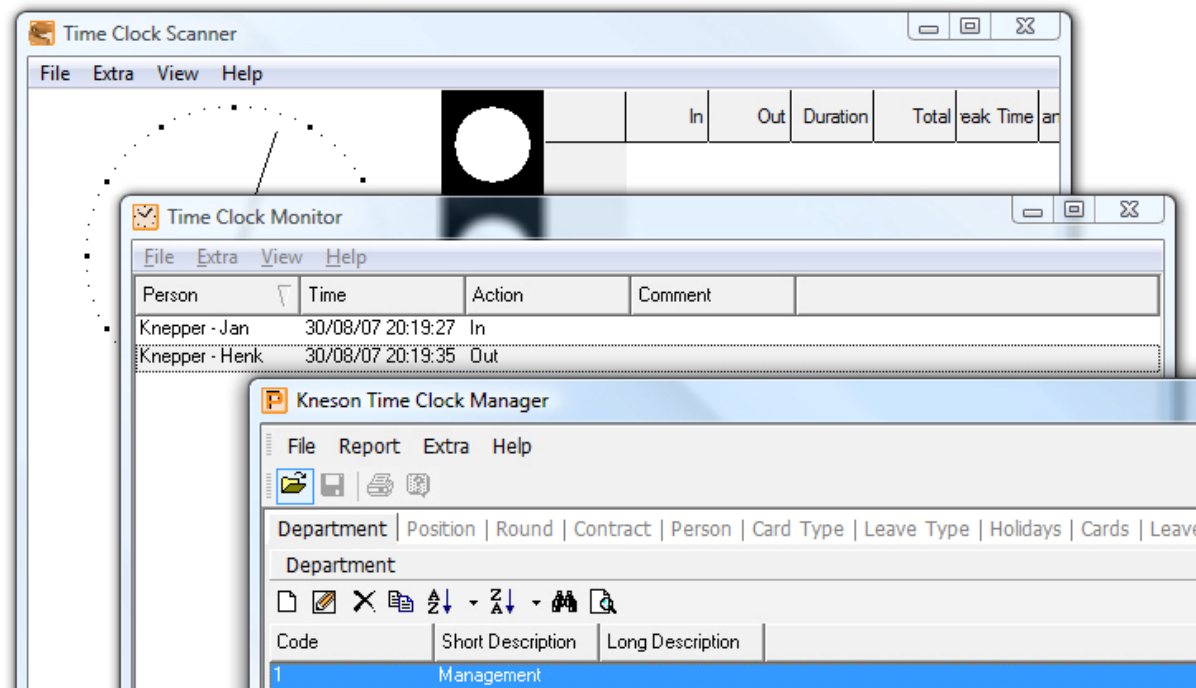 Time Clock Scanner
File Extra View Help
In Out Duration Total eak Time
Time Clock Monitor
File Extra View Help
Person Time Action Comment
Knepper - Jan 30/08/07 20:19:27 In
Knepper - Henk 30/08/07 20:19:35 Out
Kneson Time Clock Manager
File Report Extra Help
Department | Position | Round | Contract | Person | Card Type | Leave Type | Holidays | Cards | Leave
Department
Code Short Description Long Description
1 Management